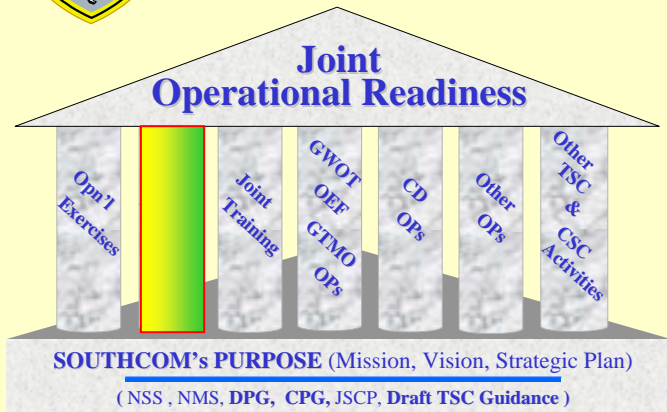 Joint
Operational Readiness
Opn'l
Exercises
Joint
Training
GWOT
OEF
GTMO
OPs
CD
OPs
Other
OPs
Other
TSC
&
CSC
Activities
SOUTHCOM's PURPOSE (Mission, Vision, Strategic Plan)
( NSS , NMS, DPG, CPG, JSCP, Draft TSC Guidance )